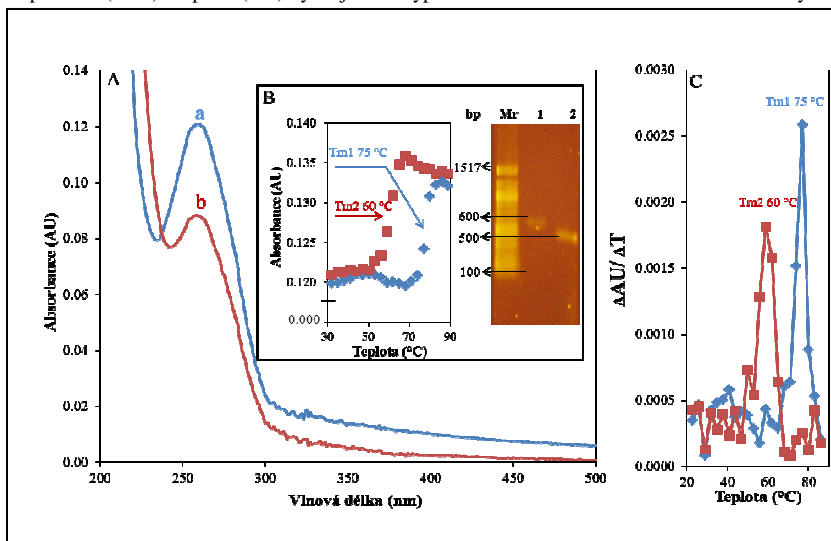 A
0.14
0.12
0.10
0.08
0.06
0.04
0.02
0.00
Absorbance (AU)
200 250 300 350 400 450 500
Vlnová délka (nm)
a
b
B
0.140
0.135
0.130
0.125
0.120
0.000
Absorbance (AU)
30 50 70 90
Teplota (°C)
Tm1 75 °C
Tm2 60 °C
bp Mr 1 2
1517
600
500
100
C
0.0030
0.0025
0.0020
0.0015
0.0010
0.0005
0.0000
ΔAU/ΔT
20 40 60 80
Teplota (°C)
Tm1 75 °C
Tm2 60 °C